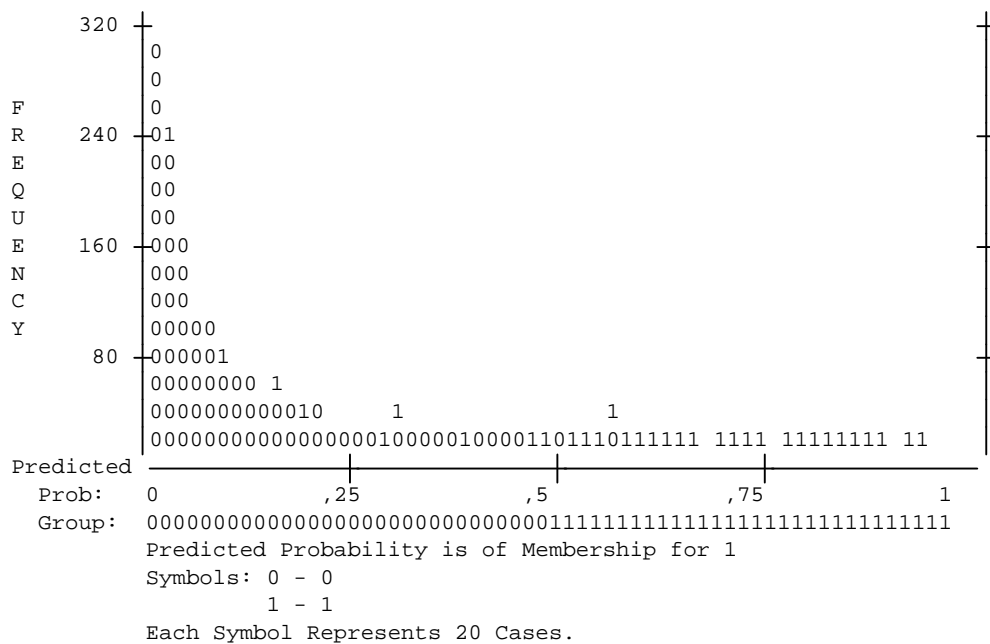 320
0
0
F 0
R 240 01
E 00
Q 00
U 00
E 160 000
N 000
C 000
Y 00000
80 000001
00000000 1
0000000000010 1 1
0000000000000000010000010000110111011111 1111 11111111 11
Predicted
Prob: 0 ,25 ,5 ,75 1
Group: 000000000000000000000000000000111111111111111111111111111111
Predicted Probability is of Membership for 1
Symbols: 0 - 0
1 - 1
Each Symbol Represents 20 Cases.